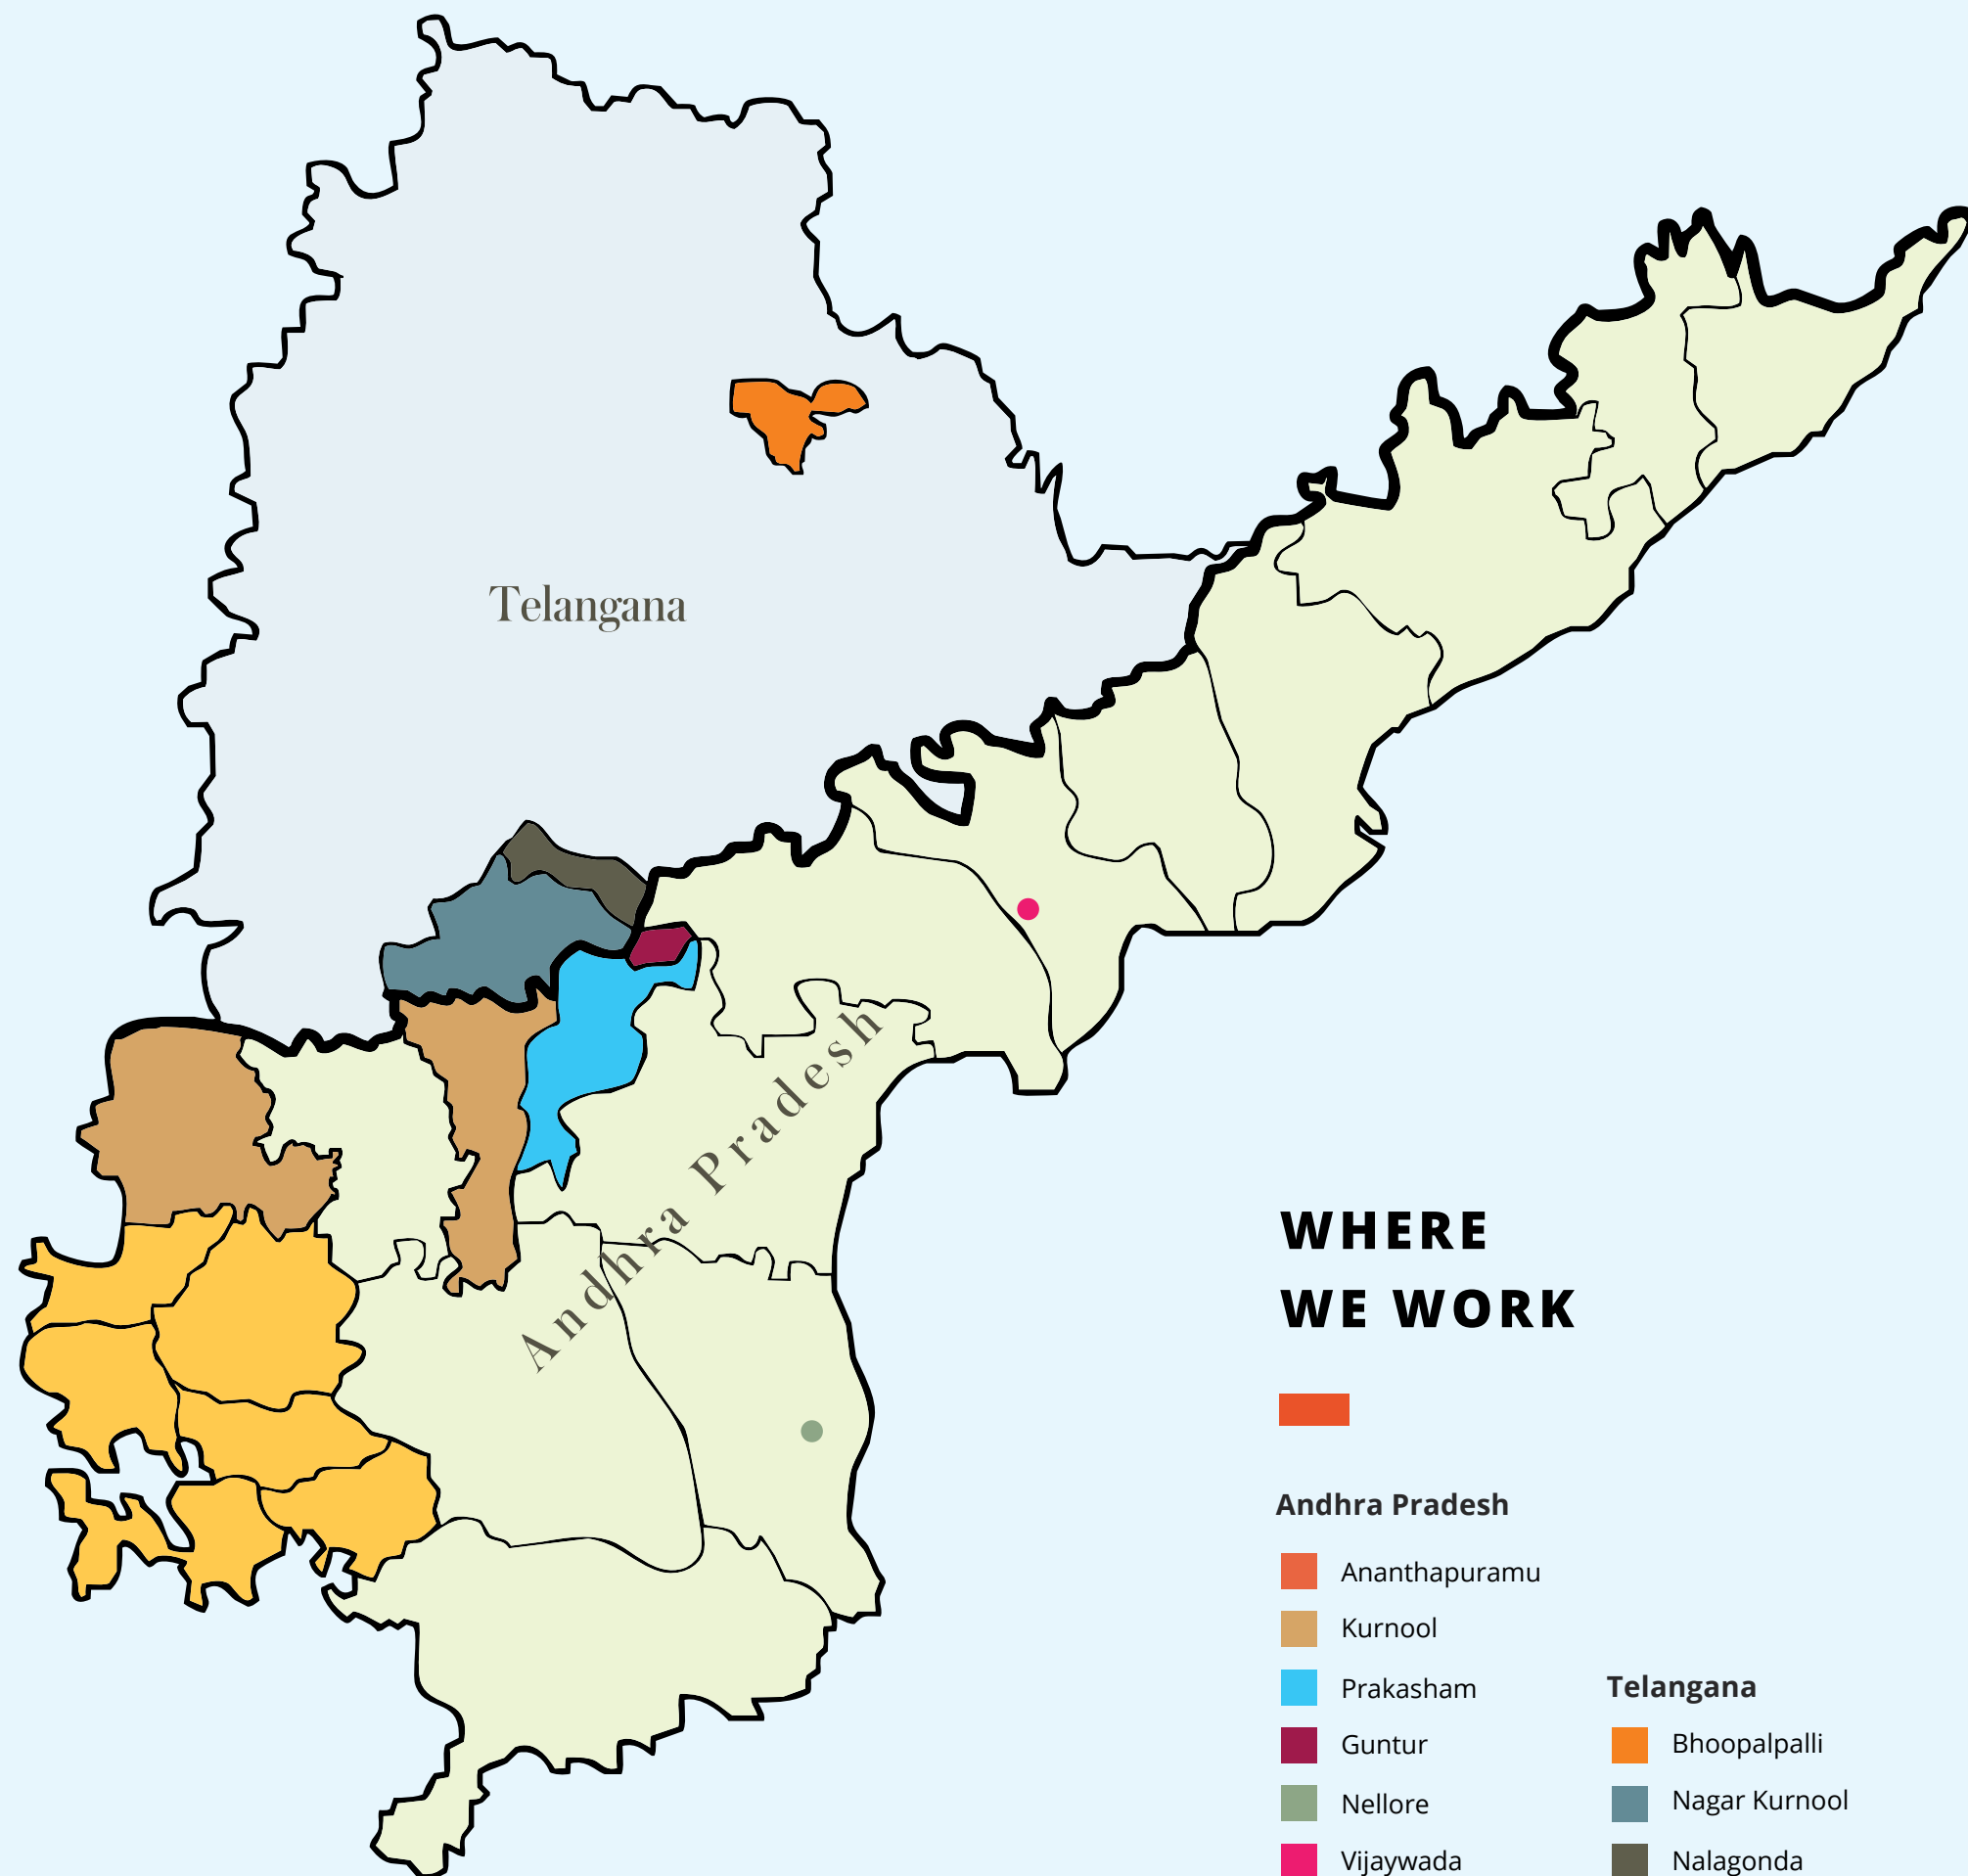 Telangana
Andhra Pradesh
WHERE
WE WORK
Andhra Pradesh
Ananthapuramu
Kurnool
Prakasham
Guntur
Nellore
Vijaywada
Telangana
Bhoopalpalli
Nagar Kurnool
Nalagonda